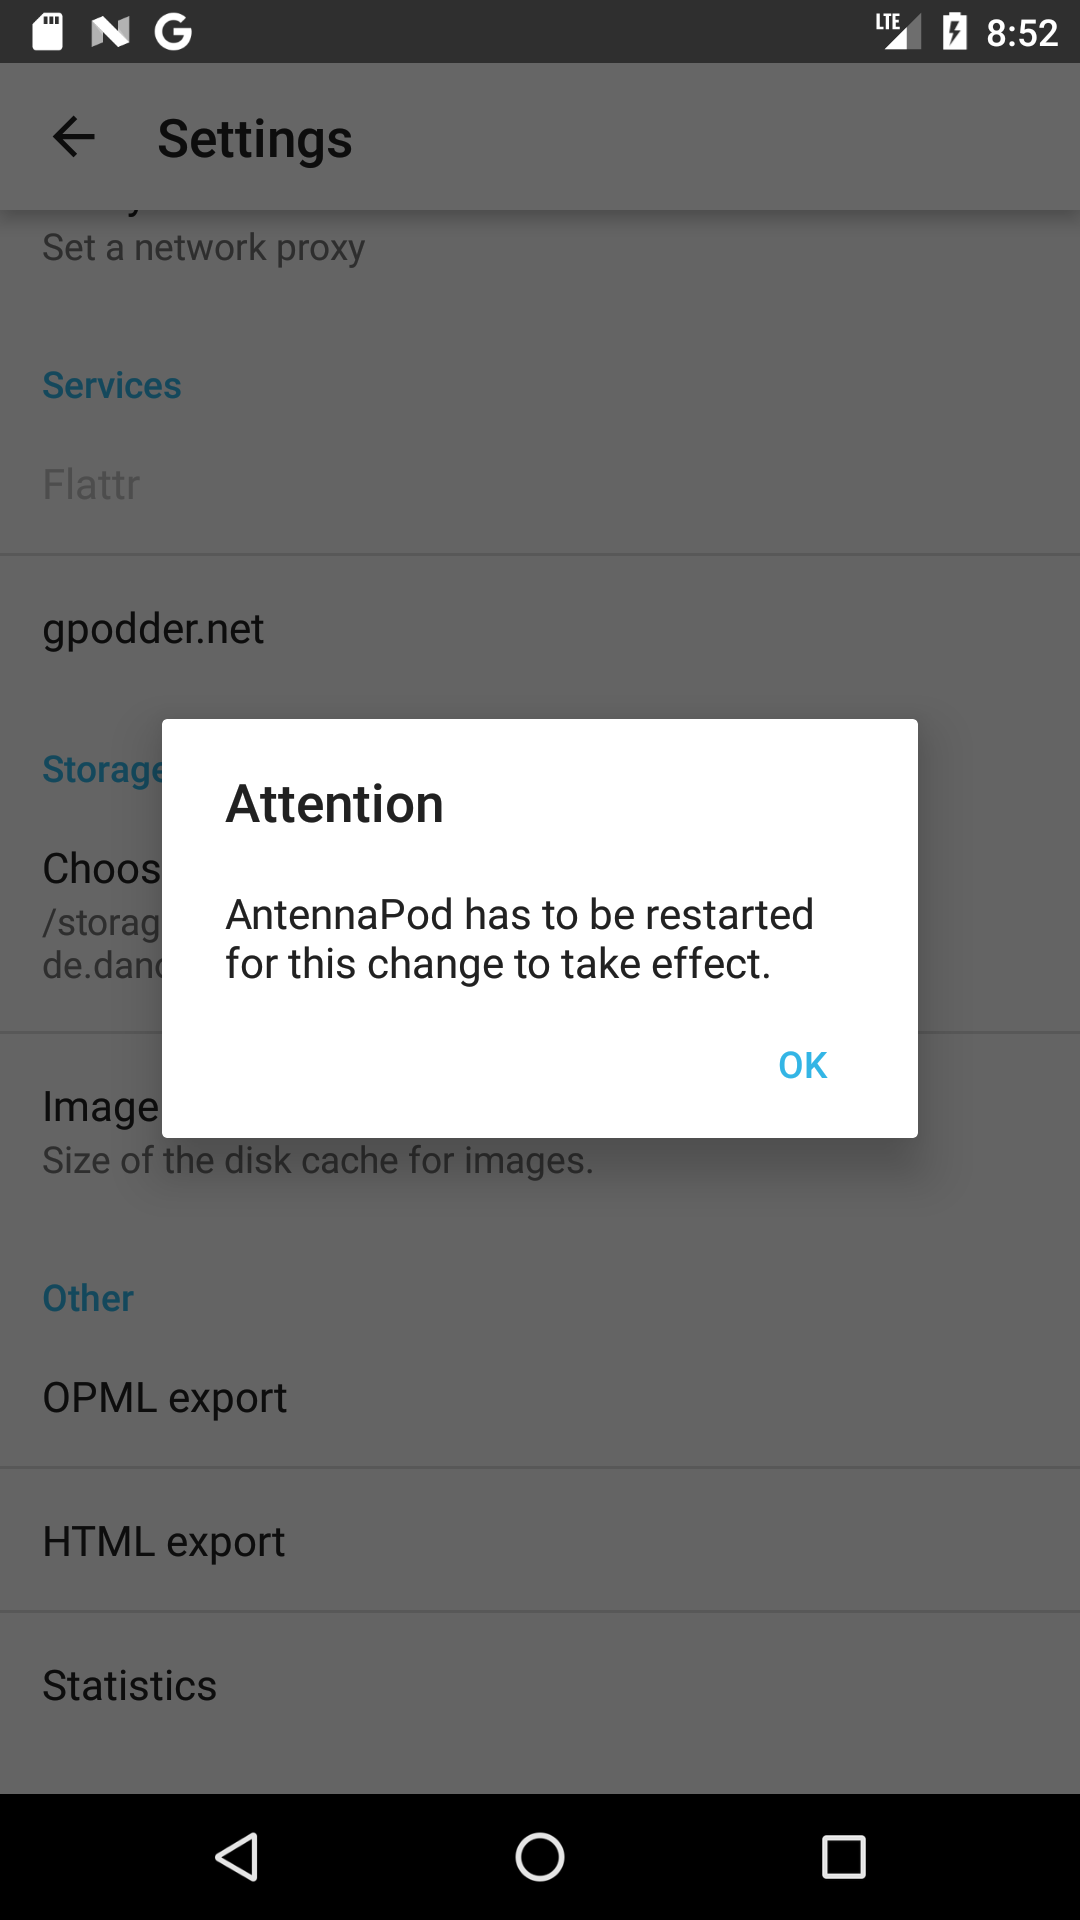 LTE 8:52
Settings
Set a network proxy
Services
Flattr
gpodder.net
Storage
Attention
Choos
AntennaPod has to be restarted
/storag
for this change to take effect.
de.dano
OK
Image
Size of the disk cache for images.
Other
OPML export
HTML export
Statistics